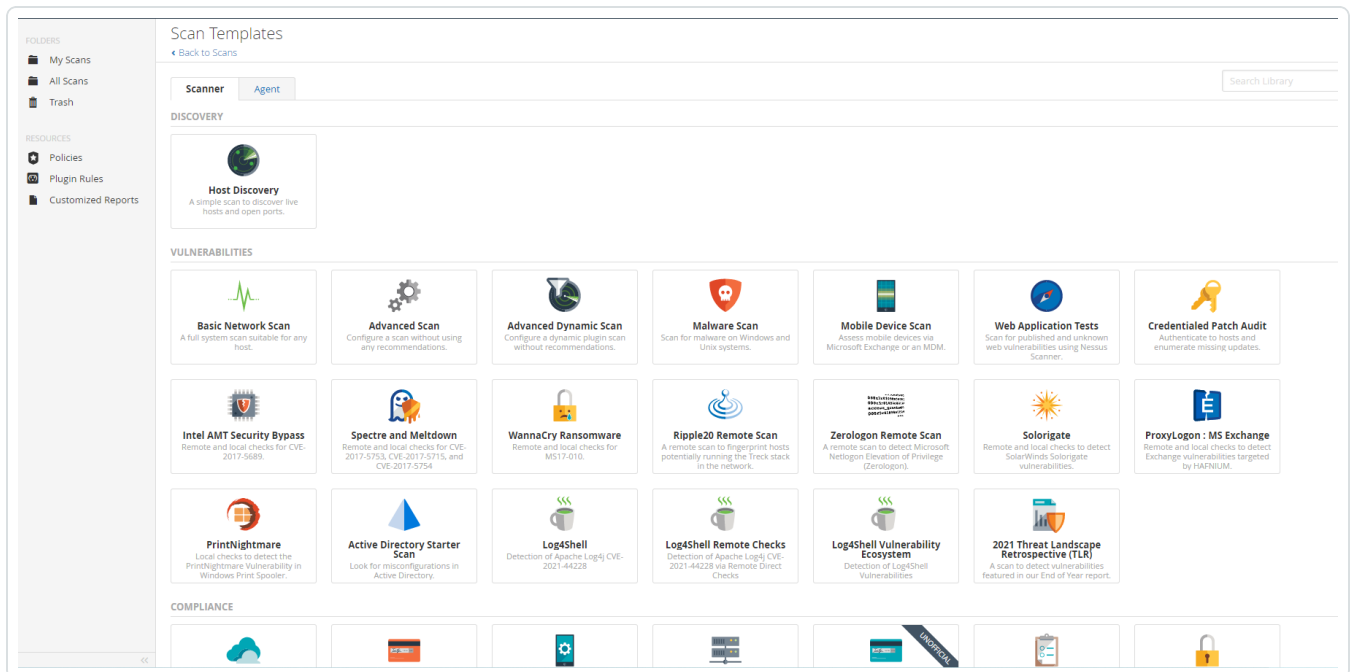 FOLDERS
My Scans
All Scans
Trash
RESOURCES
Policies
Plugin Rules
Customized Reports
Scan Templates
Back to Scans
Scanner
Agent
Search Library
DISCOVERY
Host Discovery
A simple scan to discover live
hosts and open ports.
VULNERABILITIES
Basic Network Scan
A full system scan suitable for any
host.
Advanced Scan
Configure a scan without using
any recommendations.
Advanced Dynamic Scan
Configure a dynamic plugin scan
without recommendations.
Malware Scan
Scan for malware on Windows and
Unix systems.
Mobile Device Scan
Assess mobile devices via
Microsoft Exchange or an MDM.
Web Application Tests
Scan for published and unknown
web vulnerabilities using Nessus
Scanner.
Credentialed Patch Audit
Authenticate to hosts and
enumerate missing updates.
Intel AMT Security Bypass
Remote and local checks for CVE-
2017-5689.
Spectre and Meltdown
Remote and local checks for CVE-
2017-5753, CVE-2017-5715, and
CVE-2017-5754
WannaCry Ransomware
Remote and local checks for
MS17-010.
Ripple20 Remote Scan
A remote scan to fingerprint hosts
potentially running the Treck stack
in the network.
Zerologon Remote Scan
A remote scan to detect Microsoft
Netlogon Elevation of Privilege
(Zerologon).
Solorigate
Remote and local checks to detect
SolarWinds Solorigate
vulnerabilities.
ProxyLogon : MS Exchange
Remote and local checks to detect
Exchange vulnerabilities targeted
by HAFNIUM.
PrintNightmare
Local checks to detect the
PrintNightmare Vulnerability in
Windows Print Spooler.
Active Directory Starter
Scan
Look for misconfigurations in
Active Directory.
Log4Shell
Detection of Apache Log4j CVE-
2021-44228
Log4Shell Remote Checks
Detection of Apache Log4j CVE-
2021-44228 via Remote Direct
Checks
Log4Shell Vulnerability
Ecosystem
Detection of Log4Shell
Vulnerabilities
2021 Threat Landscape
Retrospective (TLR)
A scan to detect vulnerabilities
featured in our End of Year report.
COMPLIANCE
UNOFFICIAL